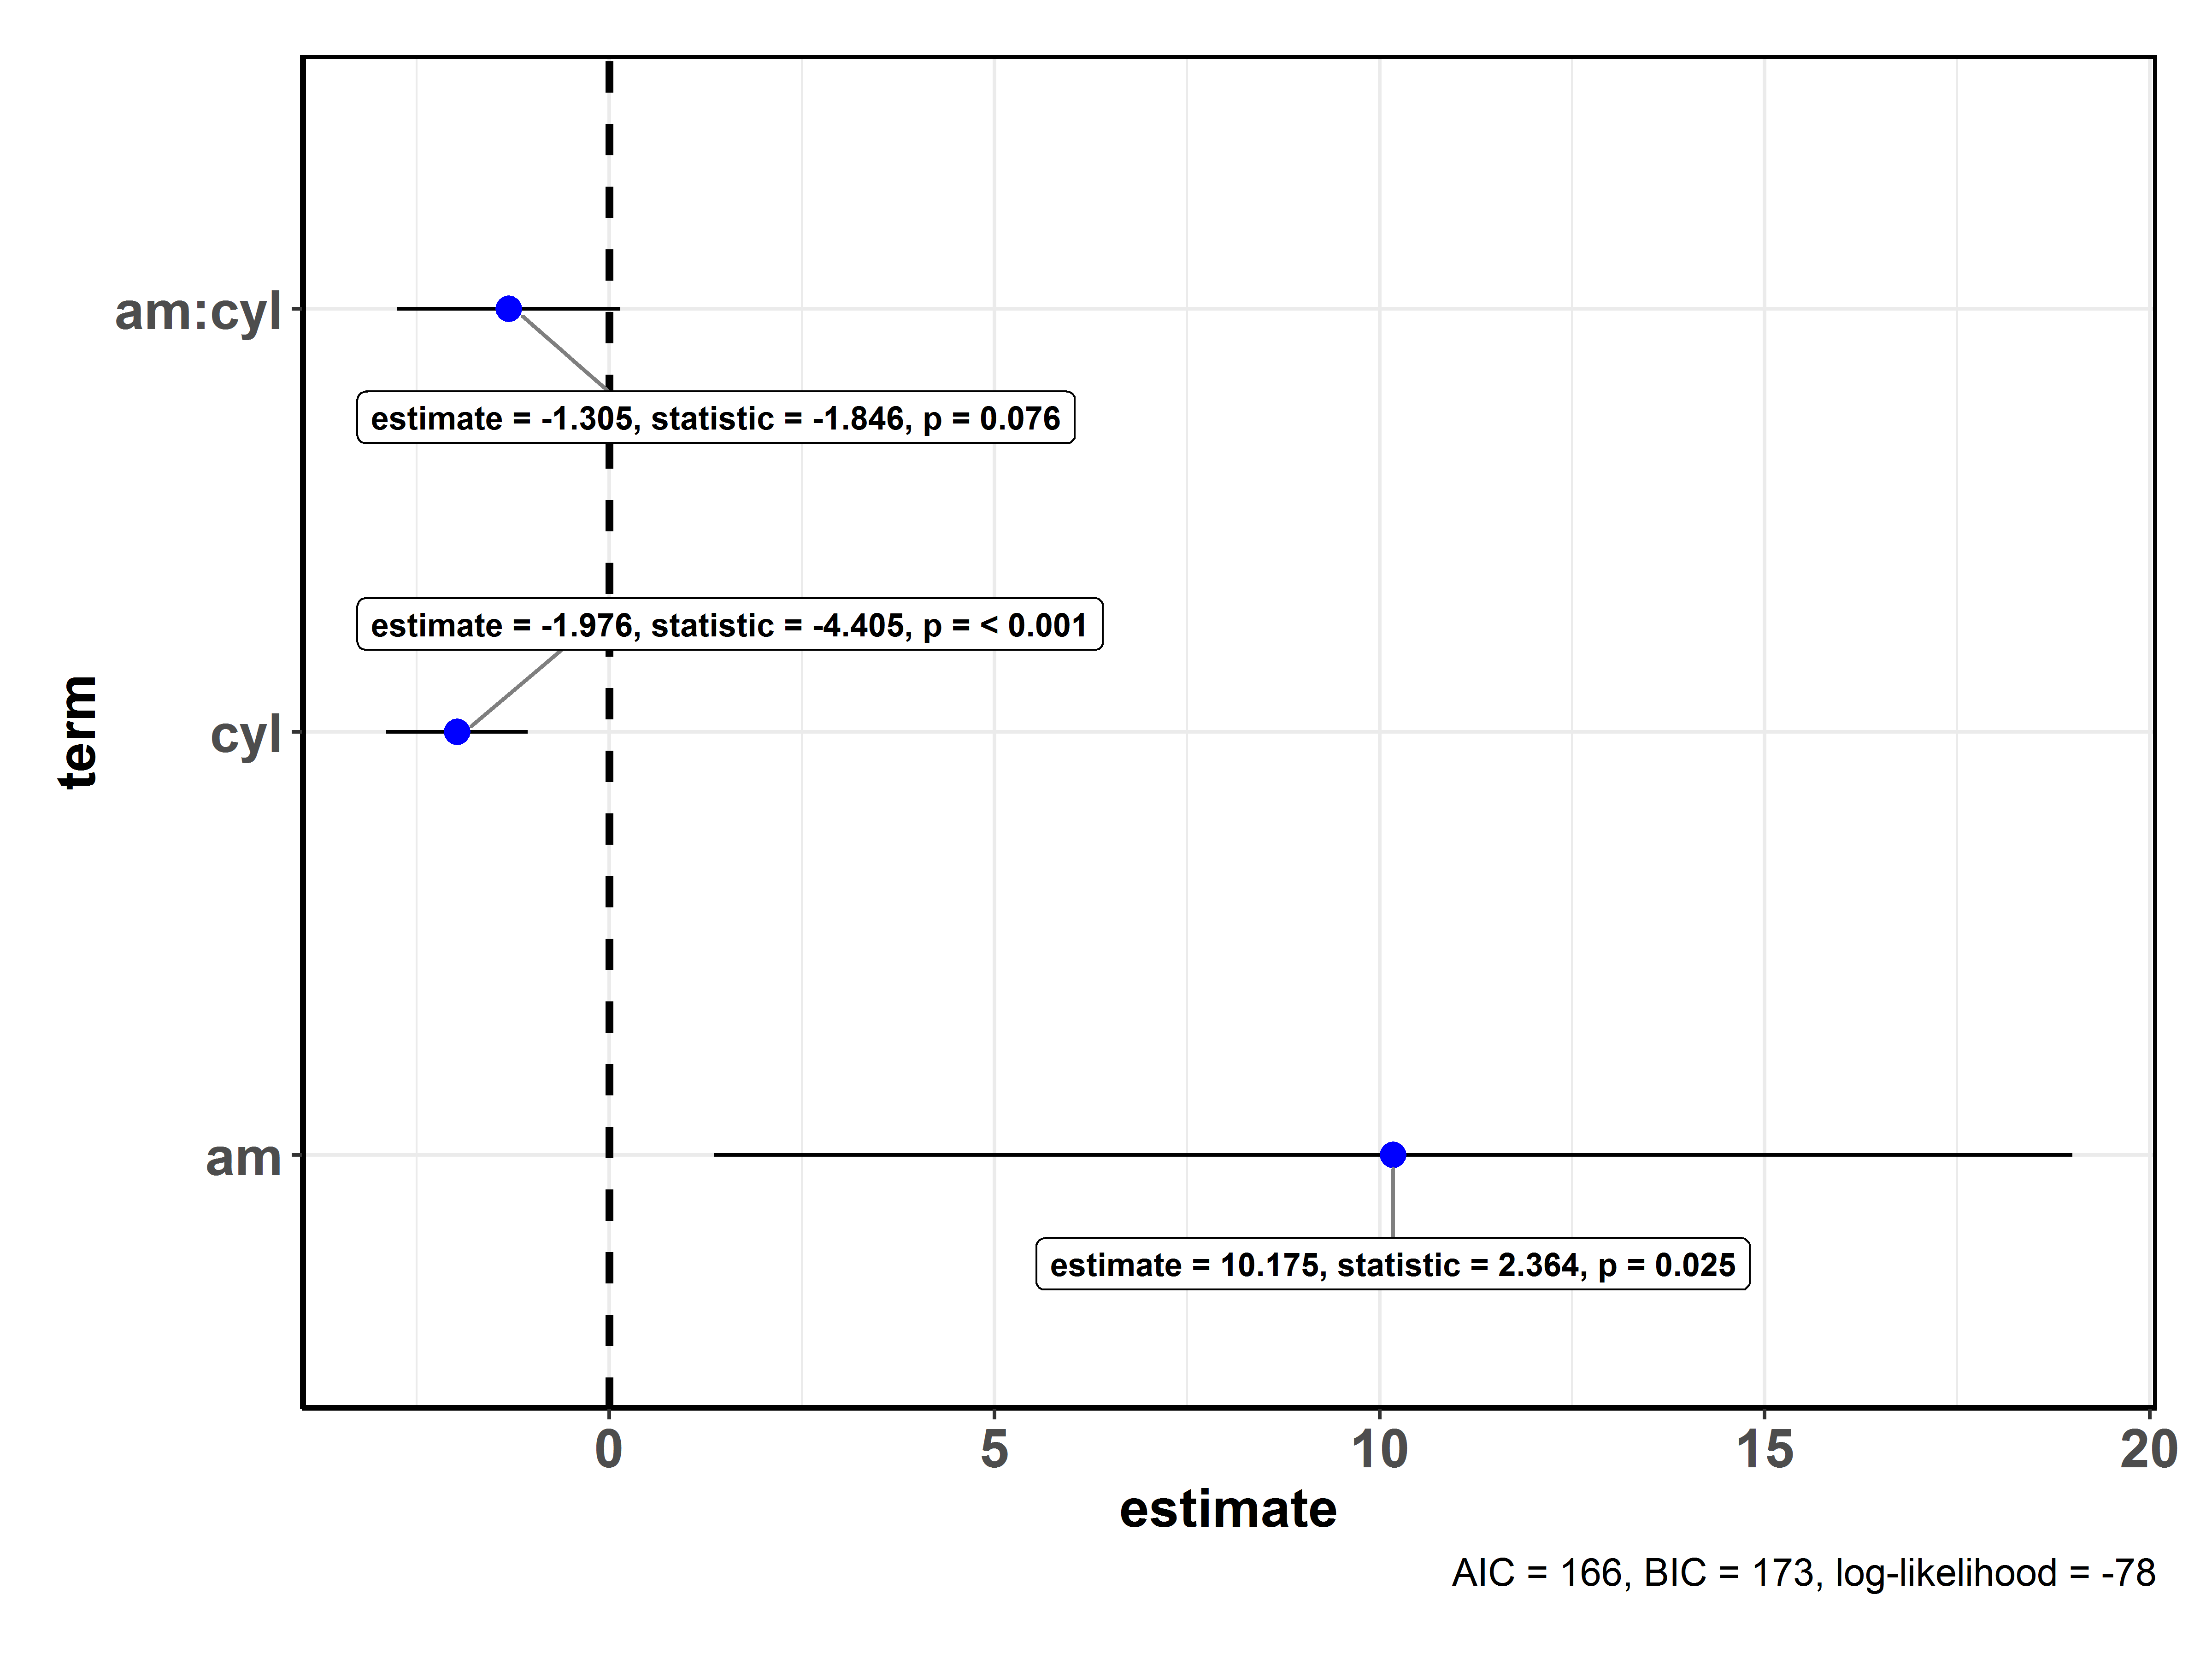 am:cyl
estimate = -1.305, statistic = -1.846, p = 0.076
estimate = -1.976, statistic = -4.405, p = < 0.001
term
cyl
am
estimate = 10.175, statistic = 2.364, p = 0.025
0 5 10 15 20
estimate
AIC = 166, BIC = 173, log-likelihood = -78